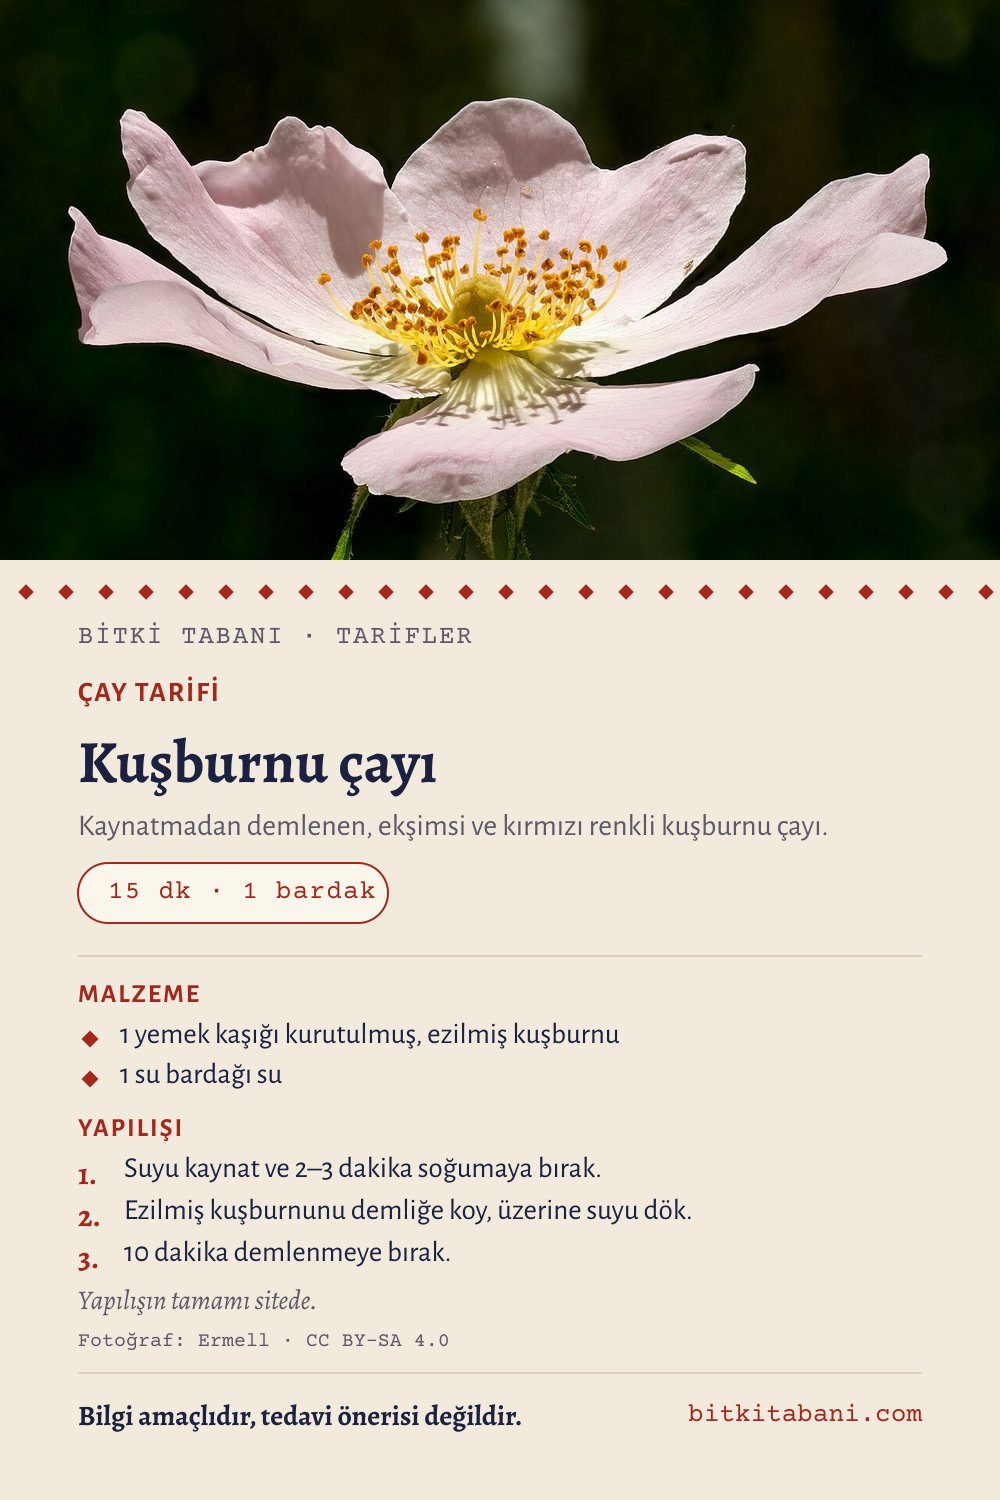 BİTKİ TABANI · TARİFLER
ÇAY TARİFİ
Kuşburnu çayı
Kaynatmadan demlenen, ekşimsi ve kırmızı renkli kuşburnu çayı.
15 dk · 1 bardak
MALZEME
◆ 1 yemek kaşığı kurutulmuş, ezilmiş kuşburnu
◆ 1 su bardağı su
YAPILIŞI
1. Suyu kaynat ve 2–3 dakika soğumaya bırak.
2. Ezilmiş kuşburnunu demliğe koy, üzerine suyu dök.
3. 10 dakika demlenmeye bırak.
Yapılışın tamamı sitede.
Fotoğraf: Ermell · CC BY-SA 4.0
Bilgi amaçlıdır, tedavi önerisi değildir.
bitkitabani.com